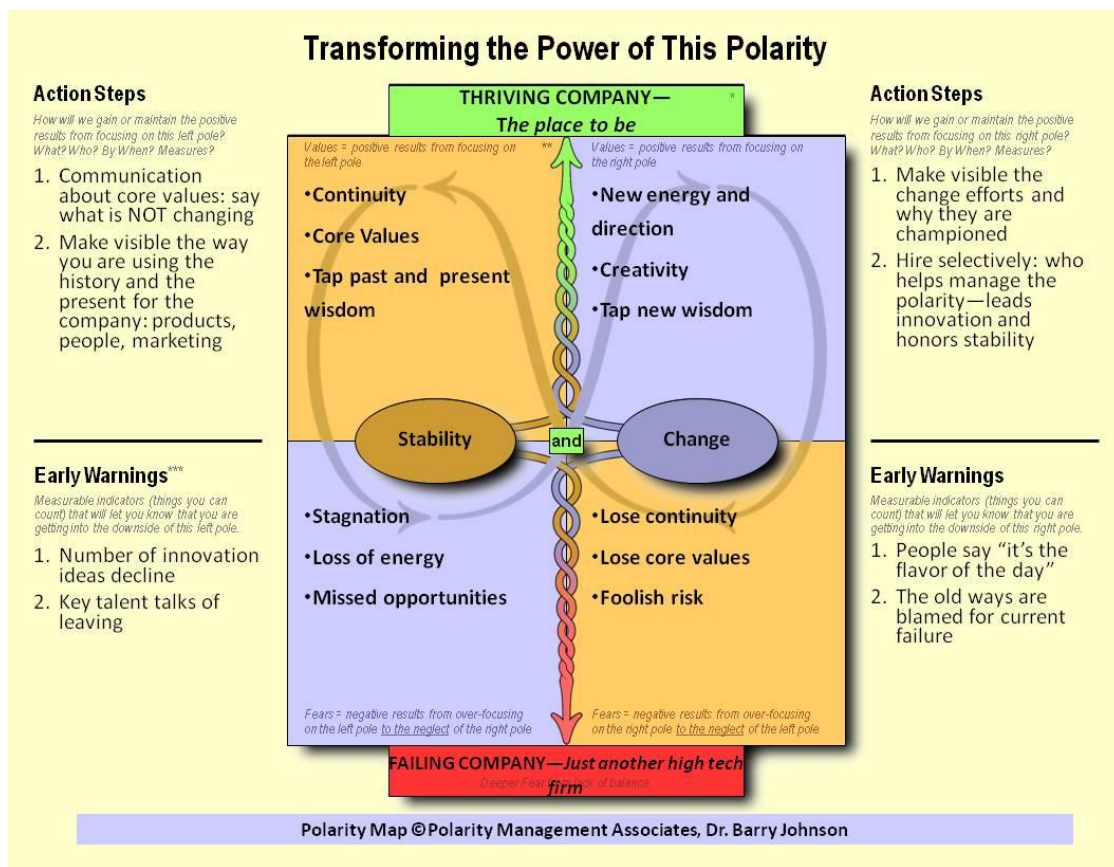 Transforming the Power of This Polarity
Action Steps
How will we gain or maintain the positive
results from focusing on this left pole?
What? Who? By When? Measures?
1. Communication
about core values: say
what is NOT changing
2. Make visible the way
you are using the
history and the
present for the
company: products,
people, marketing
Early Warnings***
Measurable indicators (things you can
count) that will let you know that you are
getting into the downside of this left pole.
1. Number of innovation
ideas decline
2. Key talent talks of
leaving
THRIVING COMPANY— *
The place to be
Values = positive results from focusing on **
the left pole
•Continuity
•Core Values
•Tap past and present
wisdom
Values = positive results from focusing on
the right pole
•New energy and
direction
•Creativity
•Tap new wisdom
Stability
and
Change
•Stagnation
•Loss of energy
•Missed opportunities
Fears = negative results from over-focusing
on the left pole to the neglect of the right pole
•Lose continuity
•Lose core values
•Foolish risk
Fears = negative results from over-focusing
on the right pole to the neglect of the left pole
FAILING COMPANY—Just another high tech
firm
Deeper Fear from lack of balance
Action Steps
How will we gain or maintain the positive
results from focusing on this right pole?
What? Who? By When? Measures?
1. Make visible the
change efforts and
why they are
championed
2. Hire selectively: who
helps manage the
polarity—leads
innovation and
honors stability
Early Warnings
Measurable indicators (things you can
count) that will let you know that you are
getting into the downside of this right pole.
1. People say “it’s the
flavor of the day”
2. The old ways are
blamed for current
failure
Polarity Map ©Polarity Management Associates, Dr. Barry Johnson